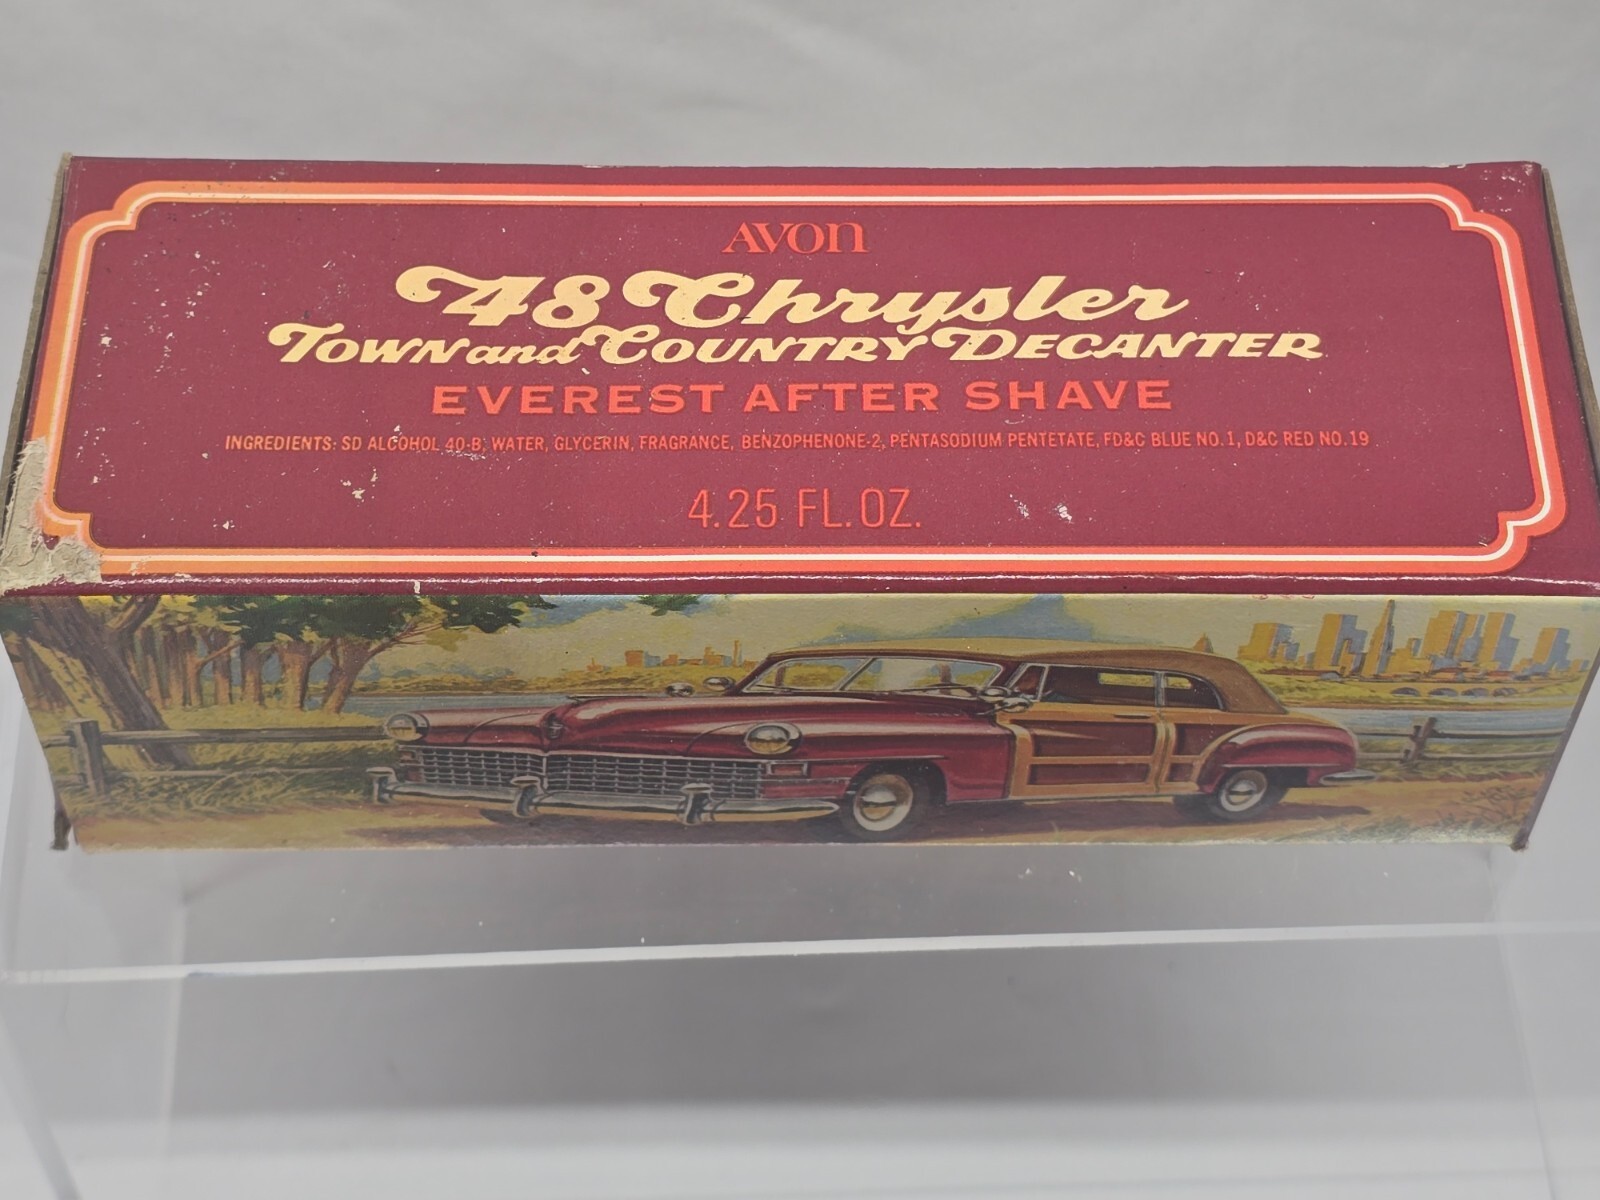 AVON
'48 Chrysler
TOWN and COUNTRY DECANTER
EVEREST AFTER SHAVE
INGREDIENTS: SD ALCOHOL 40-B, WATER, GLYCERIN, FRAGRANCE, BENZOPHENONE-2, PENTASODIUM PENTETATE, FD&C BLUE NO. 1, D&C RED NO. 19
4.25 FL. OZ.